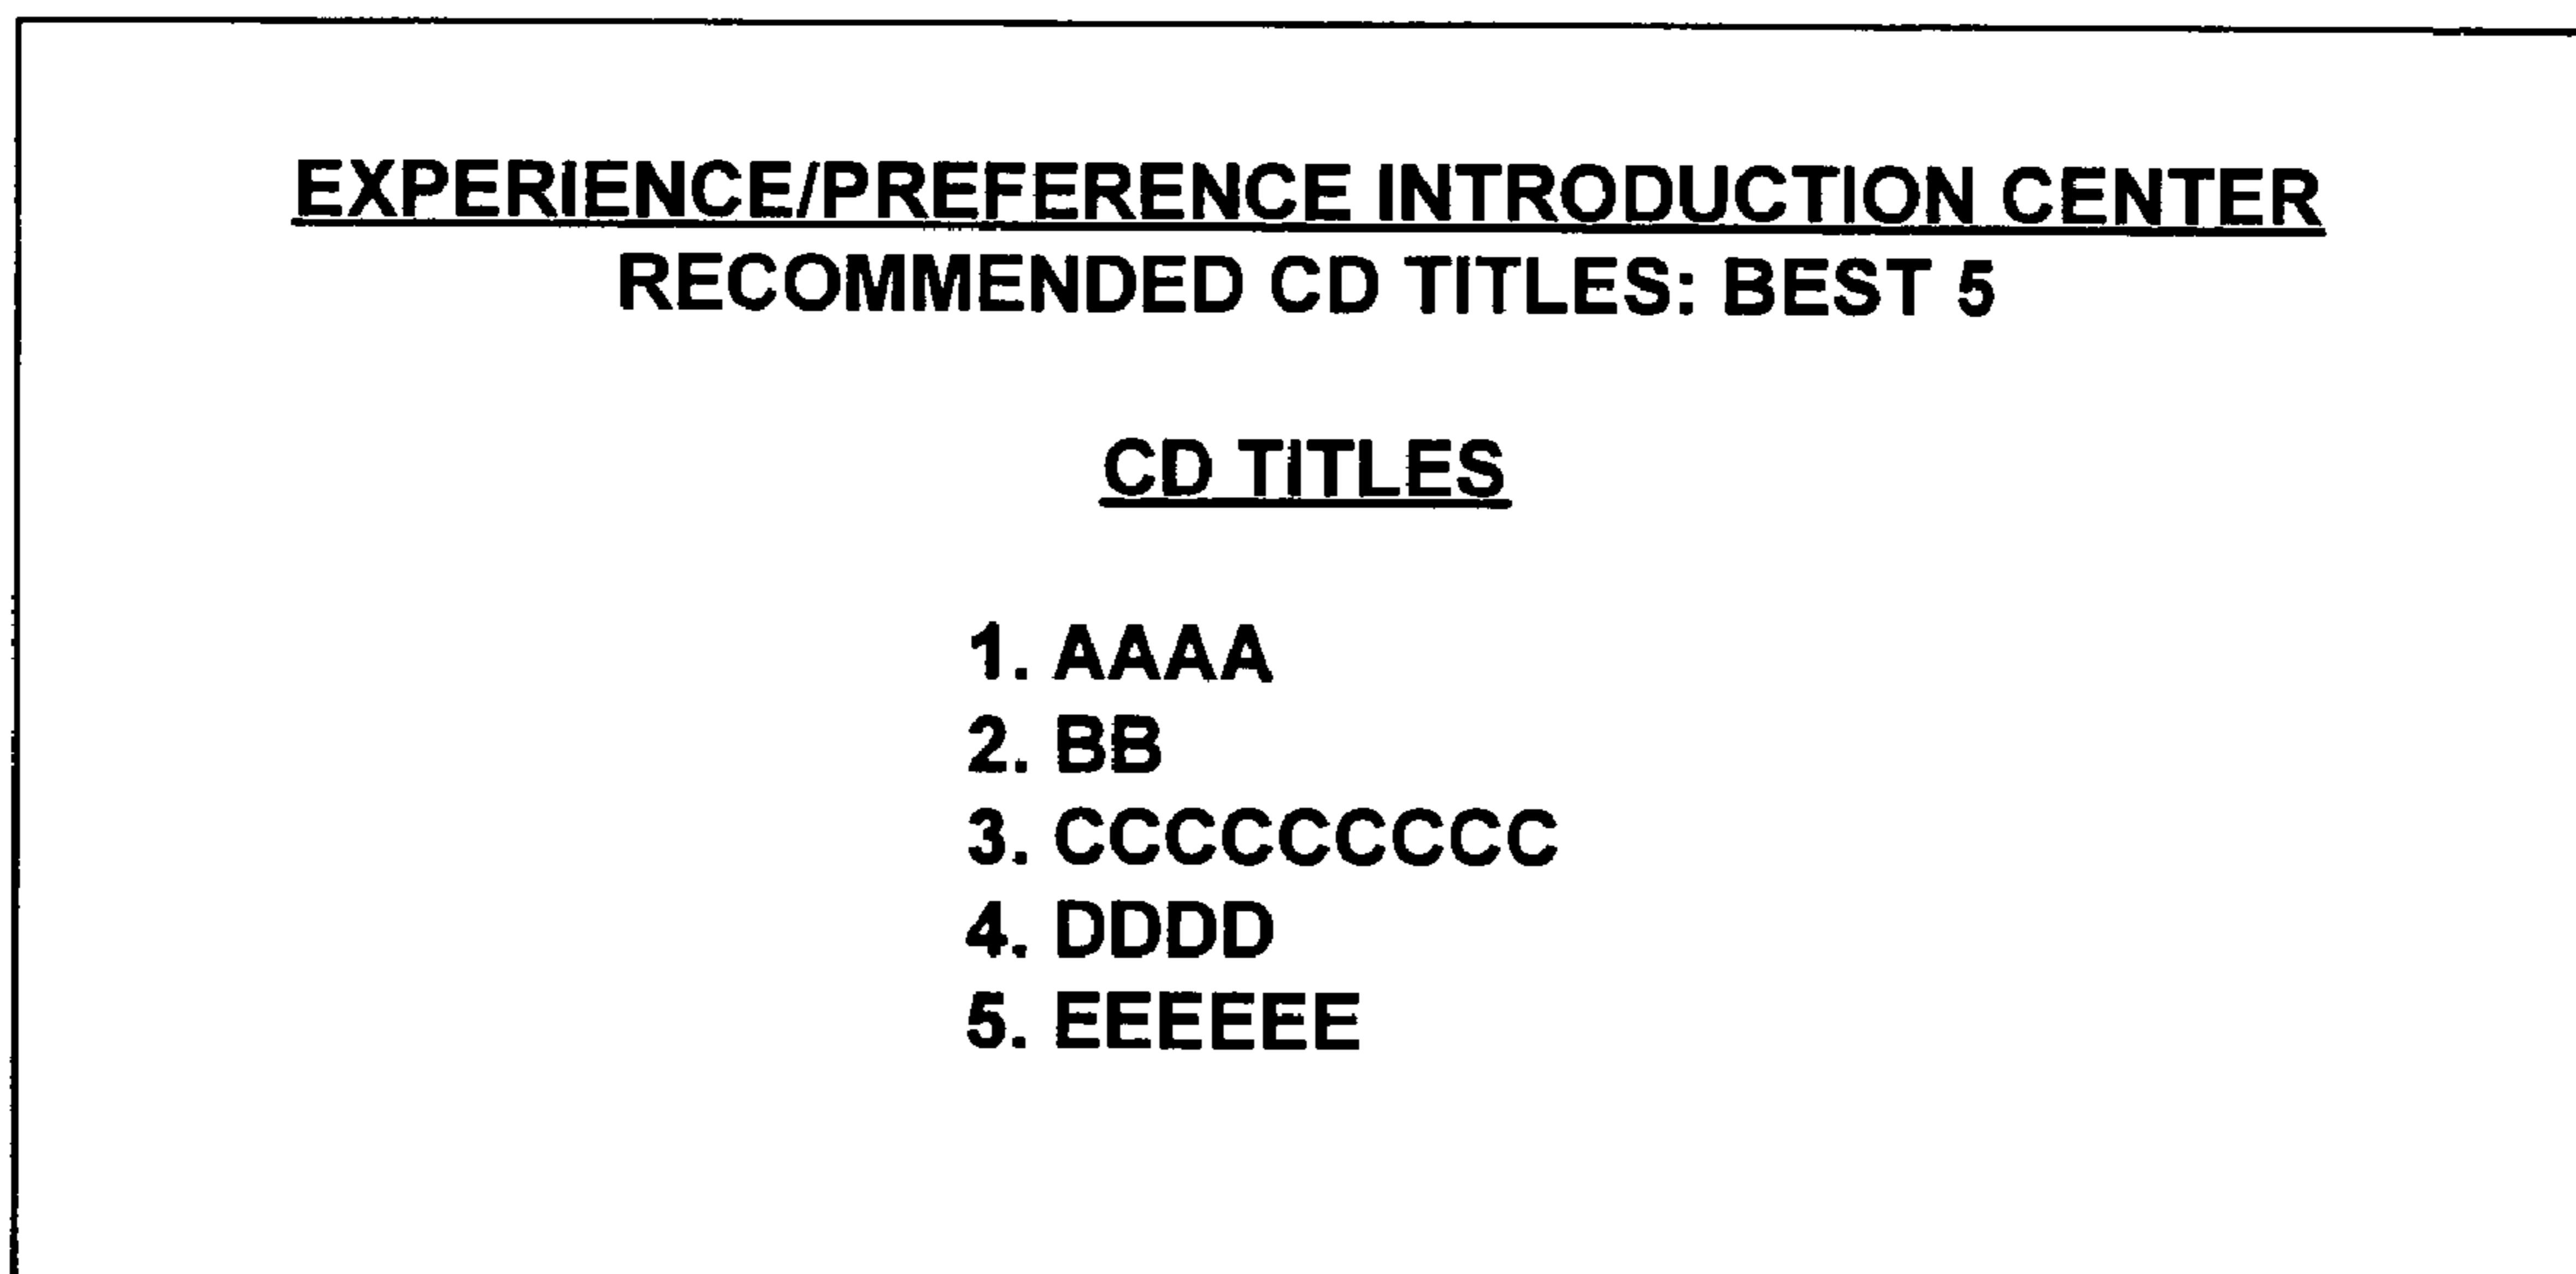 EXPERIENCE/PREFERENCE INTRODUCTION CENTER
RECOMMENDED CD TITLES: BEST 5
CD TITLES
1. AAAA
2. BB
3. CCCCCCCCC
4. DDDD
5. EEEEEE